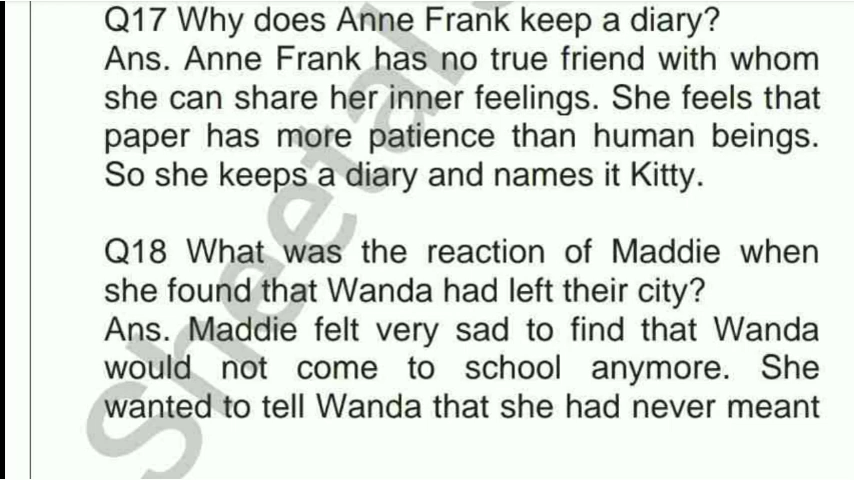 Q17 Why does Anne Frank keep a diary?
Ans. Anne Frank has no true friend with whom
she can share her inner feelings. She feels that
paper has more patience than human beings.
So she keeps a diary and names it Kitty.
Q18 What was the reaction of Maddie when
she found that Wanda had left their city?
Ans. Maddie felt very sad to find that Wanda
would not come to school anymore. She
wanted to tell Wanda that she had never meant
Sheetal